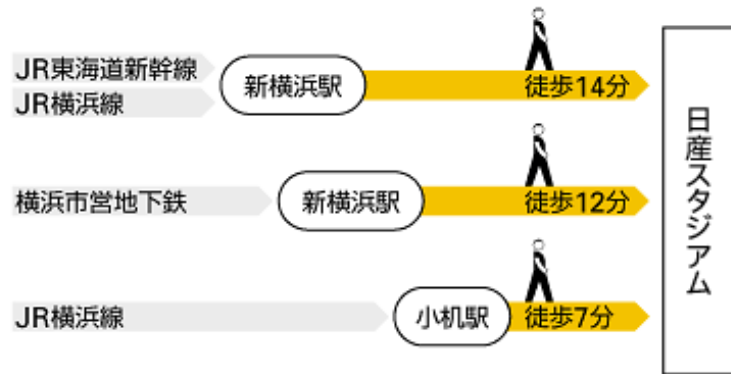 JR東海道新幹線
JR横浜線
新横浜駅
徒歩14分
横浜市営地下鉄
新横浜駅
徒歩12分
JR横浜線
小机駅
徒歩7分
日産スタジアム